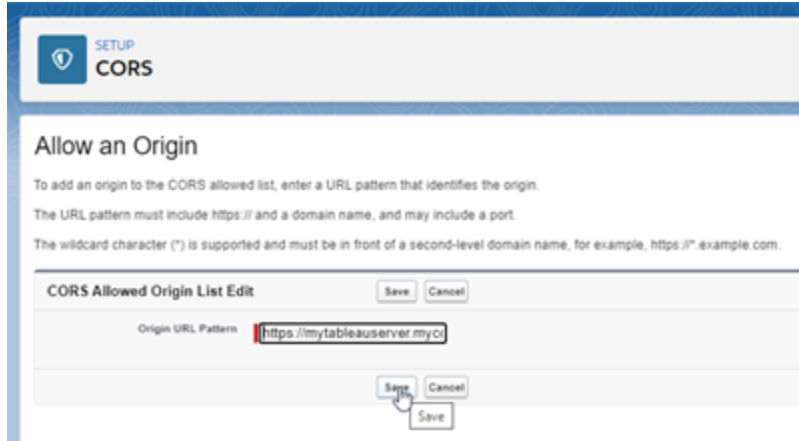 SETUP
CORS
Allow an Origin
To add an origin to the CORS allowed list, enter a URL pattern that identifies the origin.
The URL pattern must include https:// and a domain name, and may include a port.
The wildcard character (*) is supported and must be in front of a second-level domain name, for example, https://*.example.com.
CORS Allowed Origin List Edit Save Cancel
Origin URL Pattern https://mytableauserver.myco
Save Cancel
Save